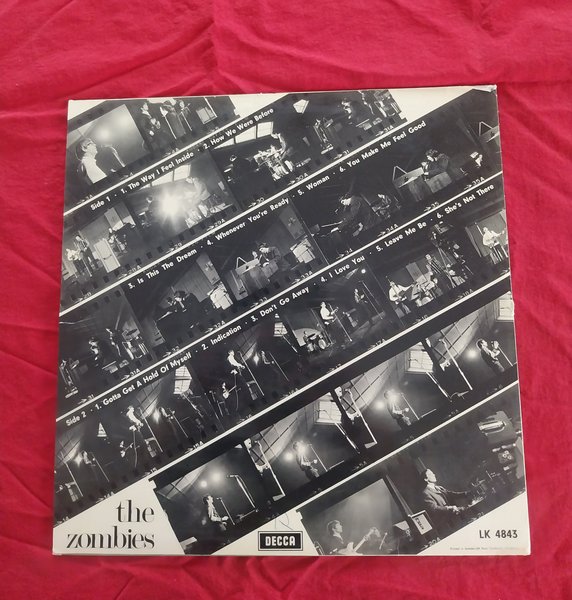 Side 1 · 1. The Way I Feel Inside · 2. How We Were Before
3. Is This The Dream · 4. Whenever You're Ready · 5. Woman · 6. You Make Me Feel Good
Side 2 · 1. Gotta Get A Hold Of Myself · 2. Indication · 3. Don't Go Away · 4. I Love You · 5. Leave Me Be · 6. She's Not There
the
zombies
DECCA
LK 4843